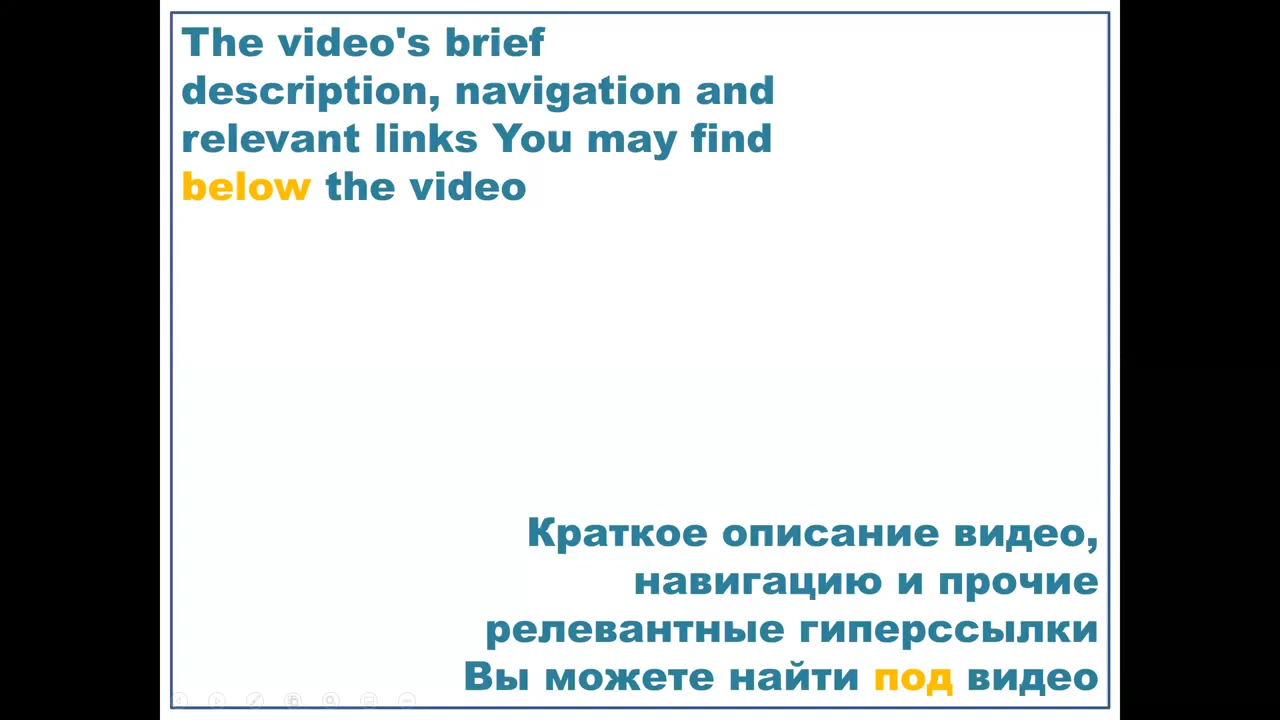 The video's brief
description, navigation and
relevant links You may find
below the video
Краткое описание видео,
навигацию и прочие
релевантные гиперссылки
Вы можете найти под видео